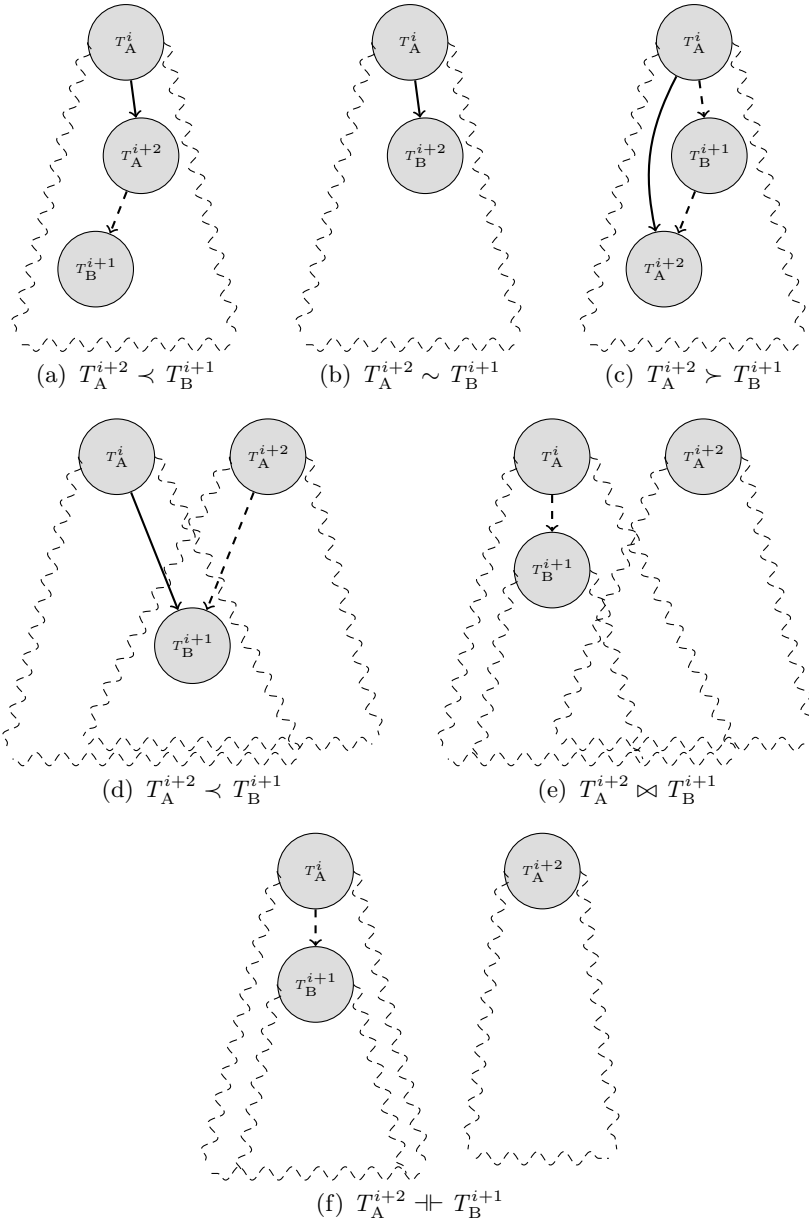 T_A^i T_A^i T_A^i
T_A^{i+2} T_B^{i+2} T_B^{i+1}
T_B^{i+1} T_A^{i+2}
(a) T_A^{i+2} ≺ T_B^{i+1} (b) T_A^{i+2} ∼ T_B^{i+1} (c) T_A^{i+2} ≻ T_B^{i+1}
T_A^i T_A^{i+2} T_A^i T_A^{i+2}
T_B^{i+1}
T_B^{i+1}
(d) T_A^{i+2} ≺ T_B^{i+1} (e) T_A^{i+2} ⋈ T_B^{i+1}
T_A^i T_A^{i+2}
T_B^{i+1}
(f) T_A^{i+2} ⊣⊢ T_B^{i+1}